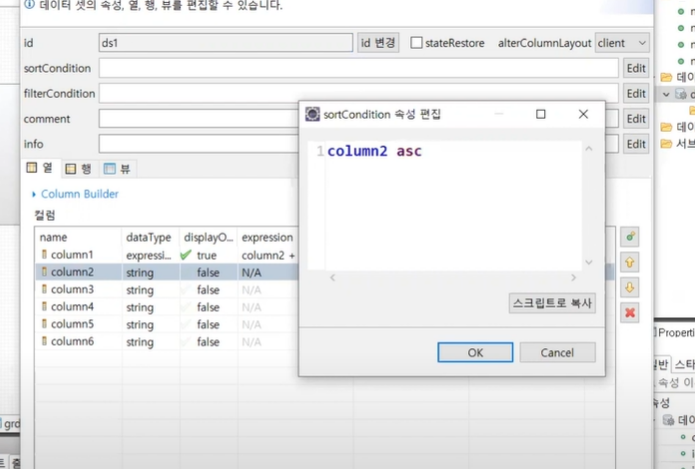 데이터 셋의 속성, 열, 행, 뷰를 편집할 수 있습니다.
id ds1 id 변경 stateRestore alterColumnLayout client
sortCondition Edit
filterCondition Edit
comment Edit
info Edit
sortCondition 속성 편집
1 column2 asc
스크립트로 복사
OK Cancel
열 행 뷰
Column Builder
컬럼
name dataType displayO... expression
column1 expressi... true column2 +
column2 string false N/A
column3 string false N/A
column4 string false N/A
column5 string false N/A
column6 string false N/A
데이
데이
서브
Properti
일반 스타
속성 이
속성
데이
grd